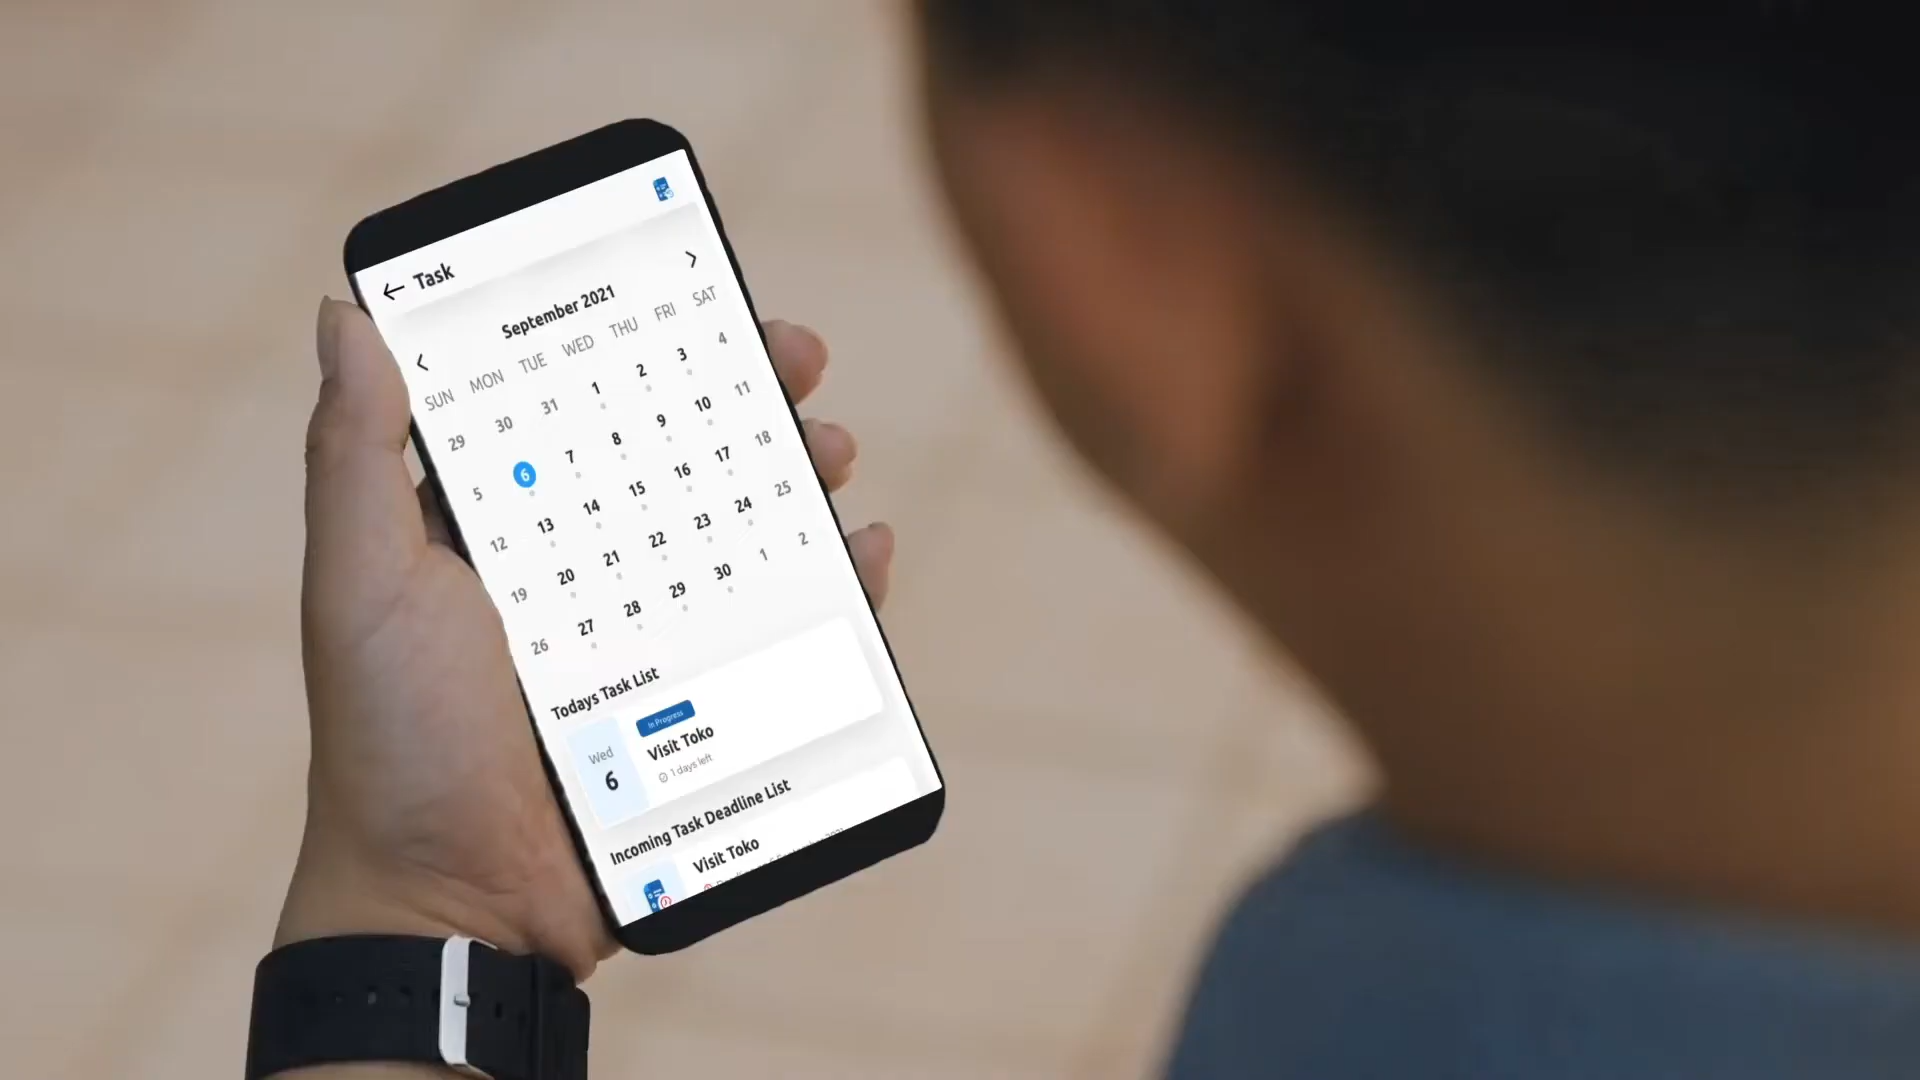 ← Task
September 2021
SUN MON TUE WED THU FRI SAT
29 30 31 1 2 3 4
5 6 7 8 9 10 11
12 13 14 15 16 17 18
19 20 21 22 23 24 25
26 27 28 29 30 1 2
Todays Task List
In Progress
Wed
6
Visit Toko
1 days left
Incoming Task Deadline List
Visit Toko